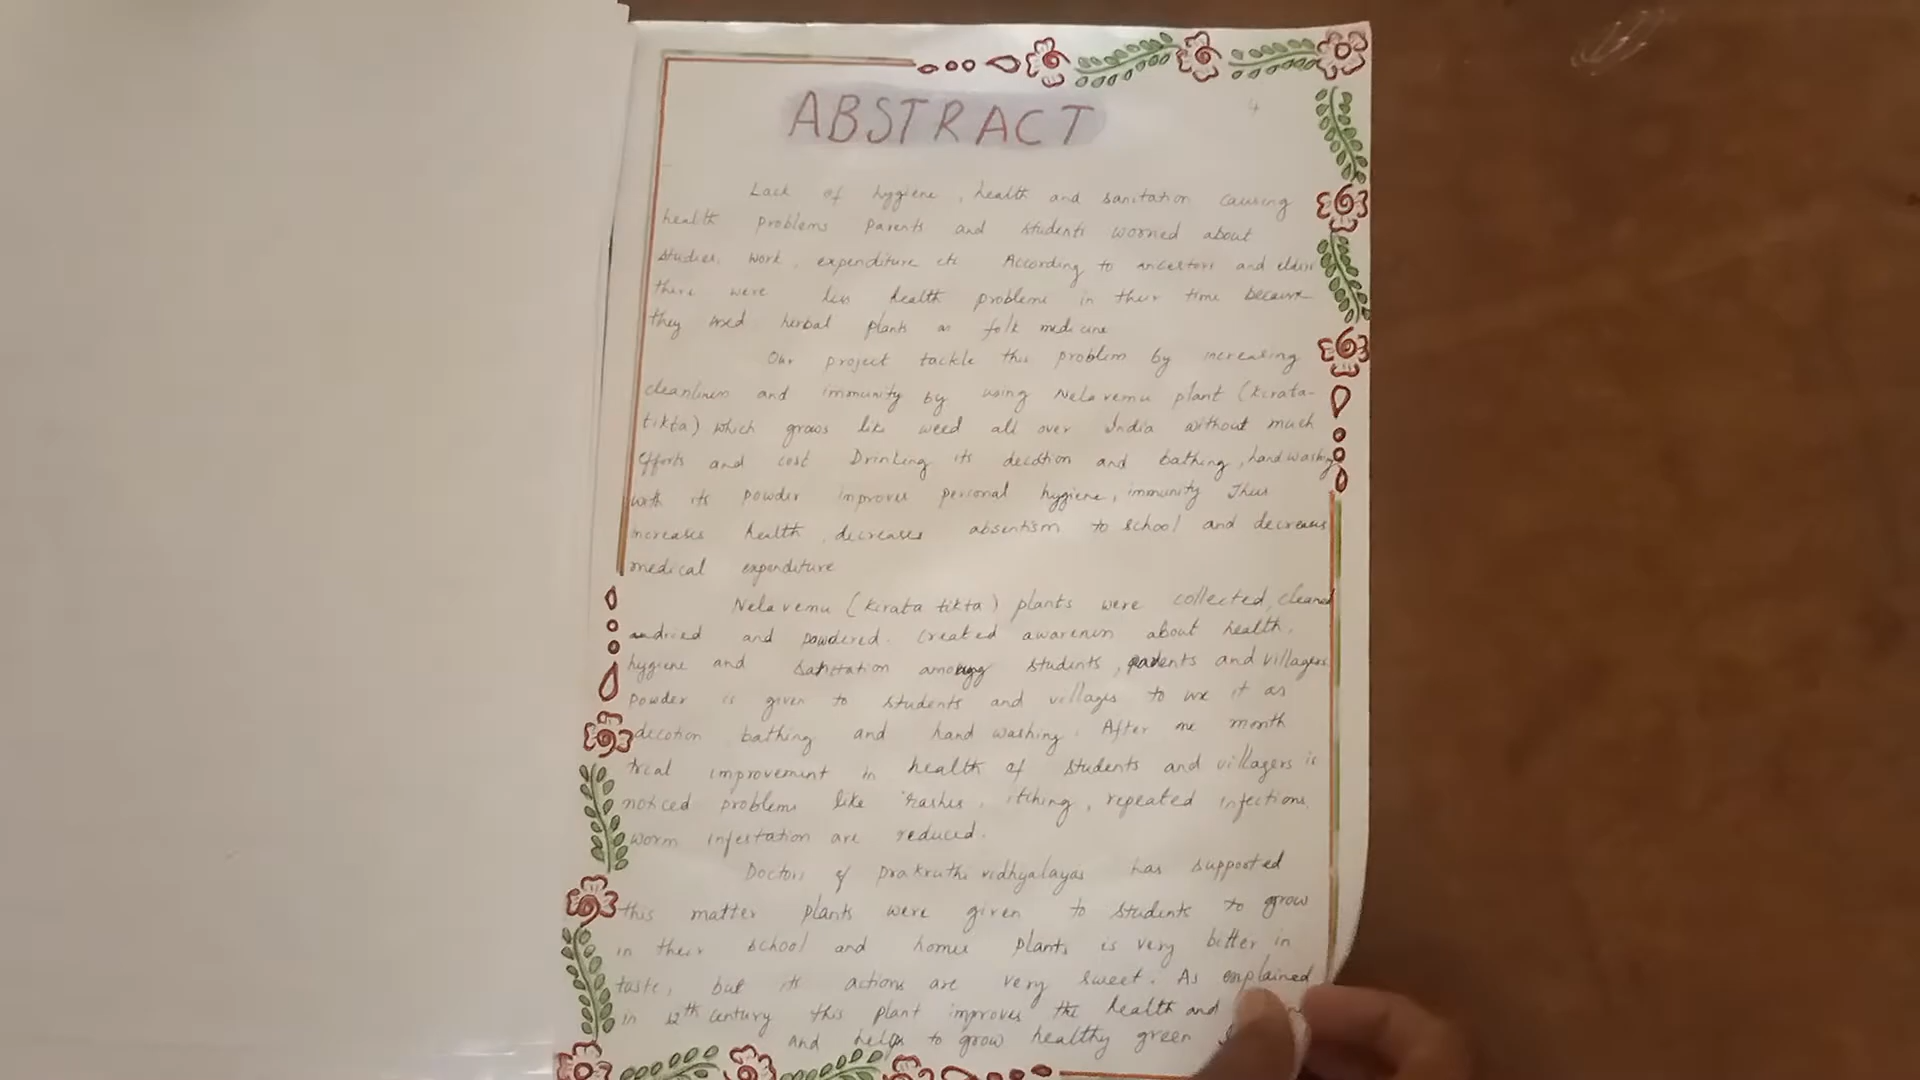 ABSTRACT
4
Lack of hygiene, health and sanitation causing
health problems Parents and students worried about
studies, work, expenditure etc According to ancestors and elders
there were less health problems in their time because
they used herbal plants as folk medicine
Our project tackle this problem by increasing
cleanliness and immunity by using Nelavemu plant (kirata-
tikta) which grows like weed all over India without much
efforts and cost Drinking its decotion and bathing, hand washing
with its powder improves personal hygiene, immunity Thus
increases health, decreases absentism to school and decreases
medical expenditure
Nelavemu (kirata tikta) plants were collected, cleaned
and powdered. Created awareness about health,
hygiene and sanitation among students, parents and villagers
Powder is given to students and villages to use it as
decotion bathing and hand washing. After one month
trial improvement in health of students and villagers is
noticed problems like rashes, itching, repeated infections,
worm infestation are reduced.
Doctors of prakruthi vidhyalayas has supported
this matter plants were given to students to grow
in their school and homes plants is very bitter in
taste, but its actions are very sweet. As explained
in 12th century this plant improves the health and
And helps to grow healthy green